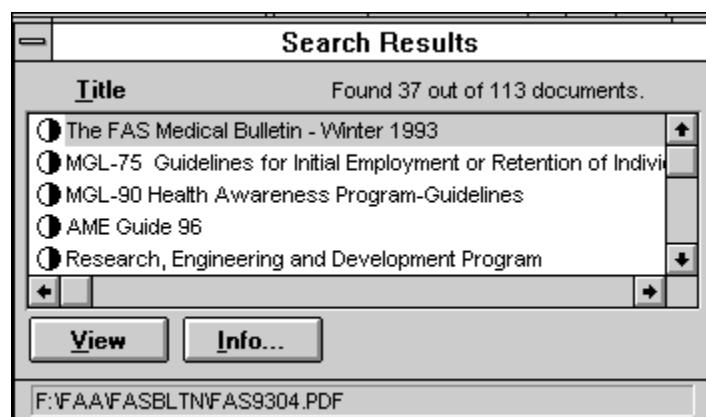 Search Results
Title Found 37 out of 113 documents.
The FAS Medical Bulletin - Winter 1993
MGL-75 Guidelines for Initial Employment or Retention of Indivi
MGL-90 Health Awareness Program-Guidelines
AME Guide 96
Research, Engineering and Development Program
View Info...
F:\FAA\FASBLTN\FAS9304.PDF